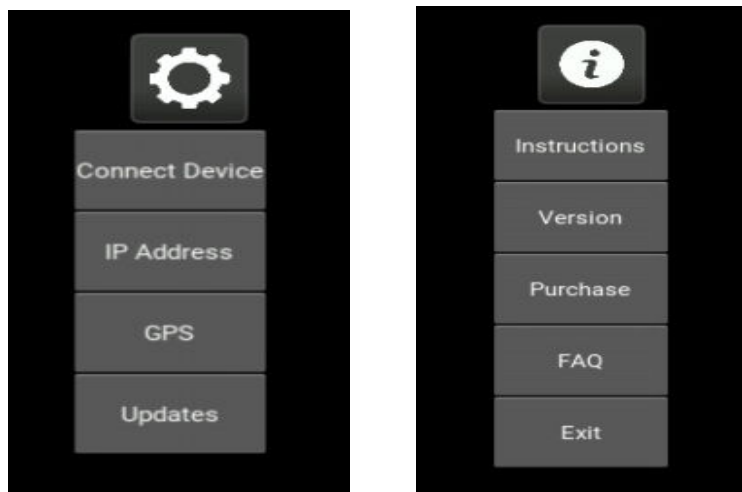 Connect Device
IP Address
GPS
Updates
i
Instructions
Version
Purchase
FAQ
Exit